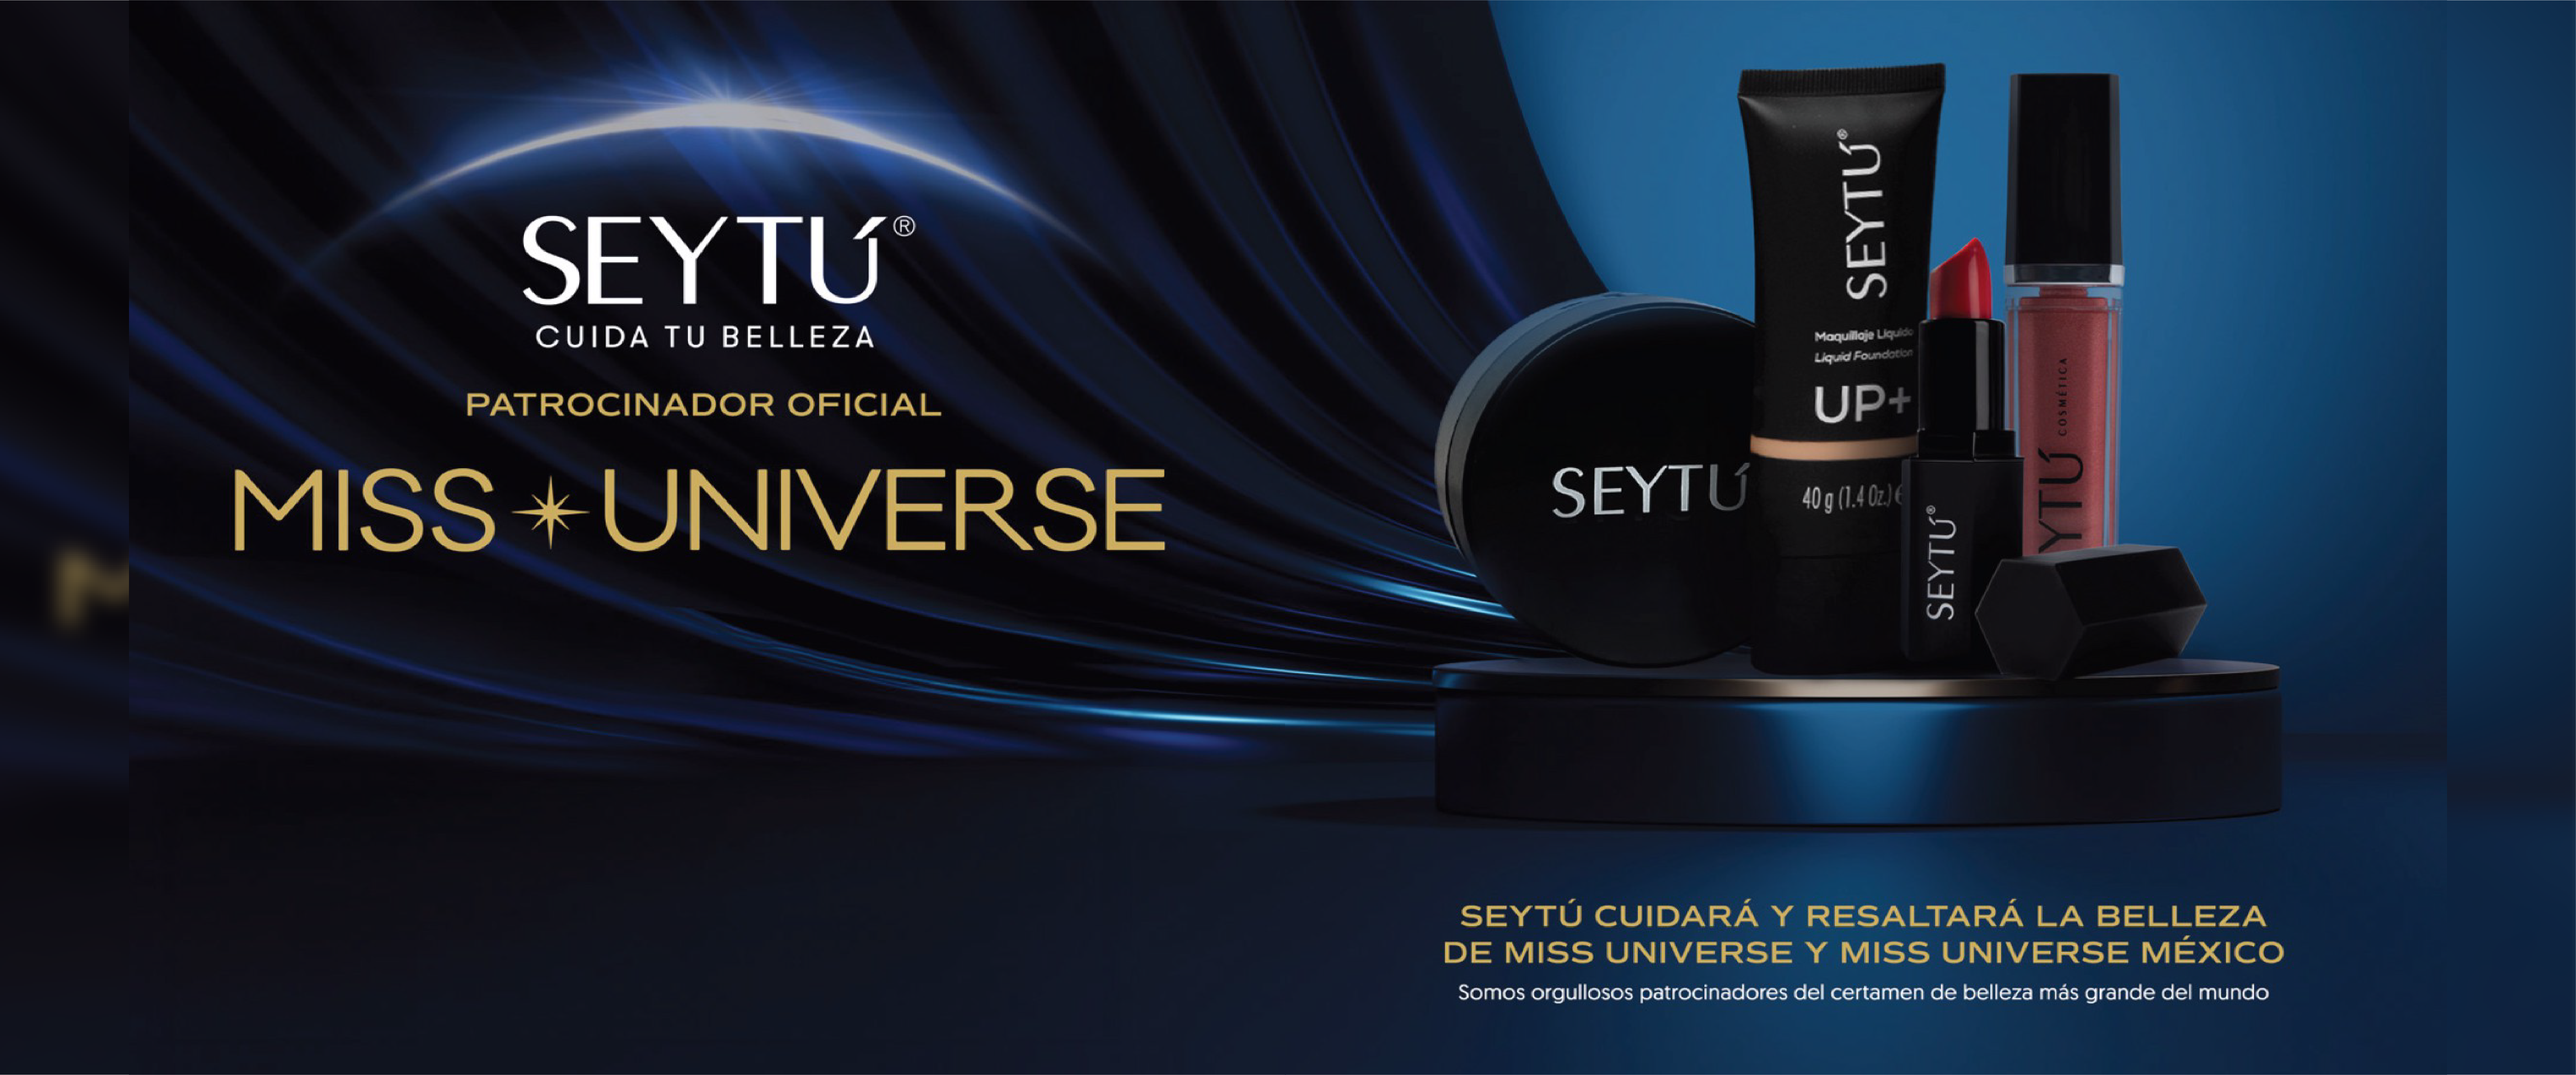 SEYTÚ®
CUIDA TU BELLEZA
PATROCINADOR OFICIAL
MISS UNIVERSE
SEYTÚ
SEYTÚ®
Maquillaje Líquido
Liquid Foundation
UP+
40 g (1.4 Oz.) e
SEYTÚ®
YTÚ COSMÉTICA
SEYTÚ CUIDARÁ Y RESALTARÁ LA BELLEZA
DE MISS UNIVERSE Y MISS UNIVERSE MÉXICO
Somos orgullosos patrocinadores del certamen de belleza más grande del mundo